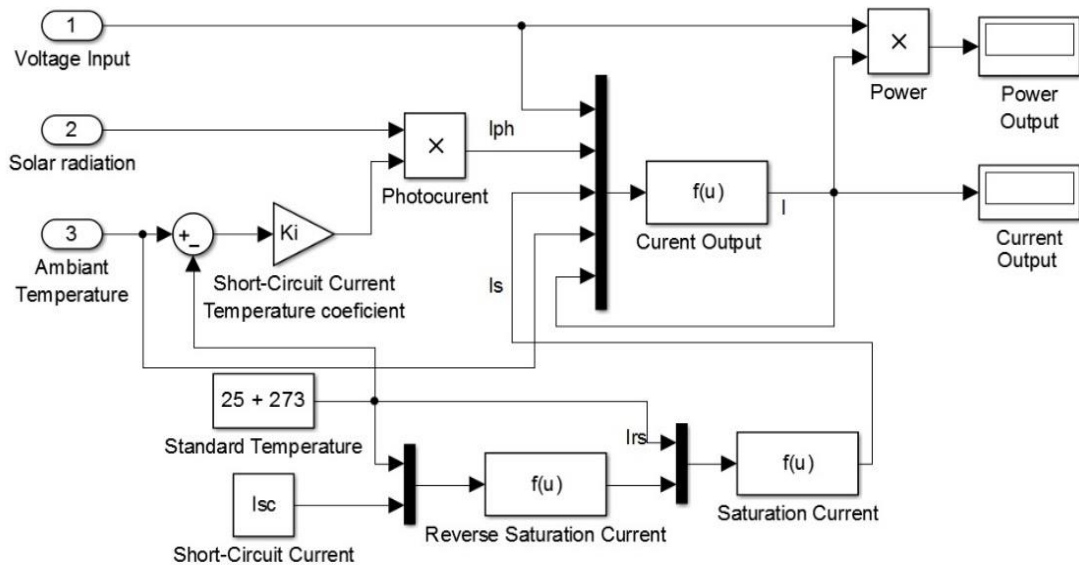 1
Voltage Input
2
Solar radiation
3
Ambiant
Temperature
+
−
Ki
Short-Circuit Current
Temperature coeficient
×
Photocurent
Iph
Is
f(u)
Curent Output
I
×
Power
Power
Output
Current
Output
25 + 273
Standard Temperature
Isc
Short-Circuit Current
f(u)
Reverse Saturation Current
Irs
f(u)
Saturation Current